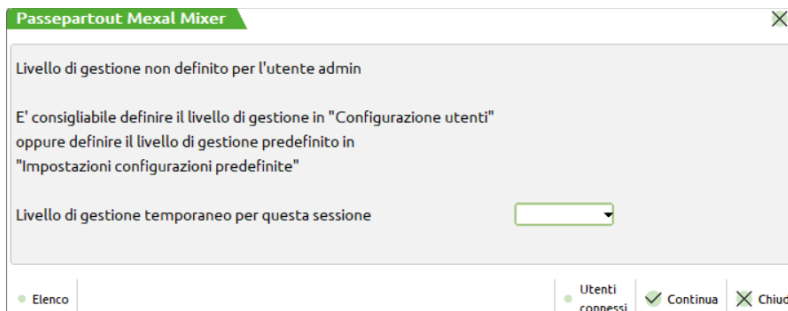 Passepartout Mexal Mixer
Livello di gestione non definito per l'utente admin
E' consigliabile definire il livello di gestione in "Configurazione utenti"
oppure definire il livello di gestione predefinito in
"Impostazioni configurazioni predefinite"
Livello di gestione temporaneo per questa sessione
Elenco
Utenti
connessi
Continua
Chiud